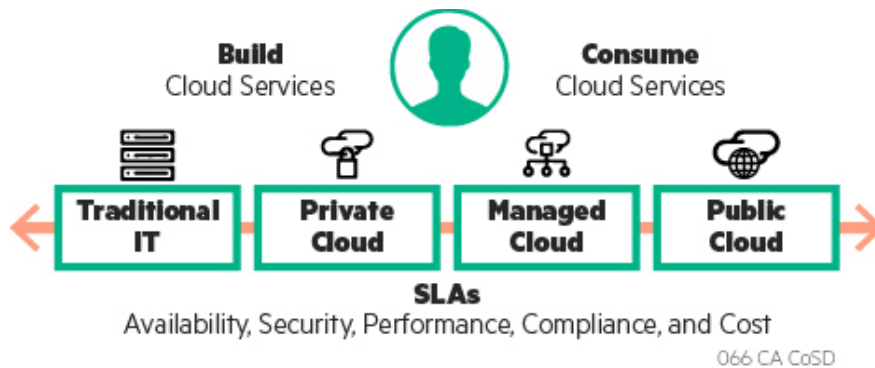 Build
Cloud Services
Consume
Cloud Services
Traditional
IT
Private
Cloud
Managed
Cloud
Public
Cloud
SLAs
Availability, Security, Performance, Compliance, and Cost
066 CA CoSD